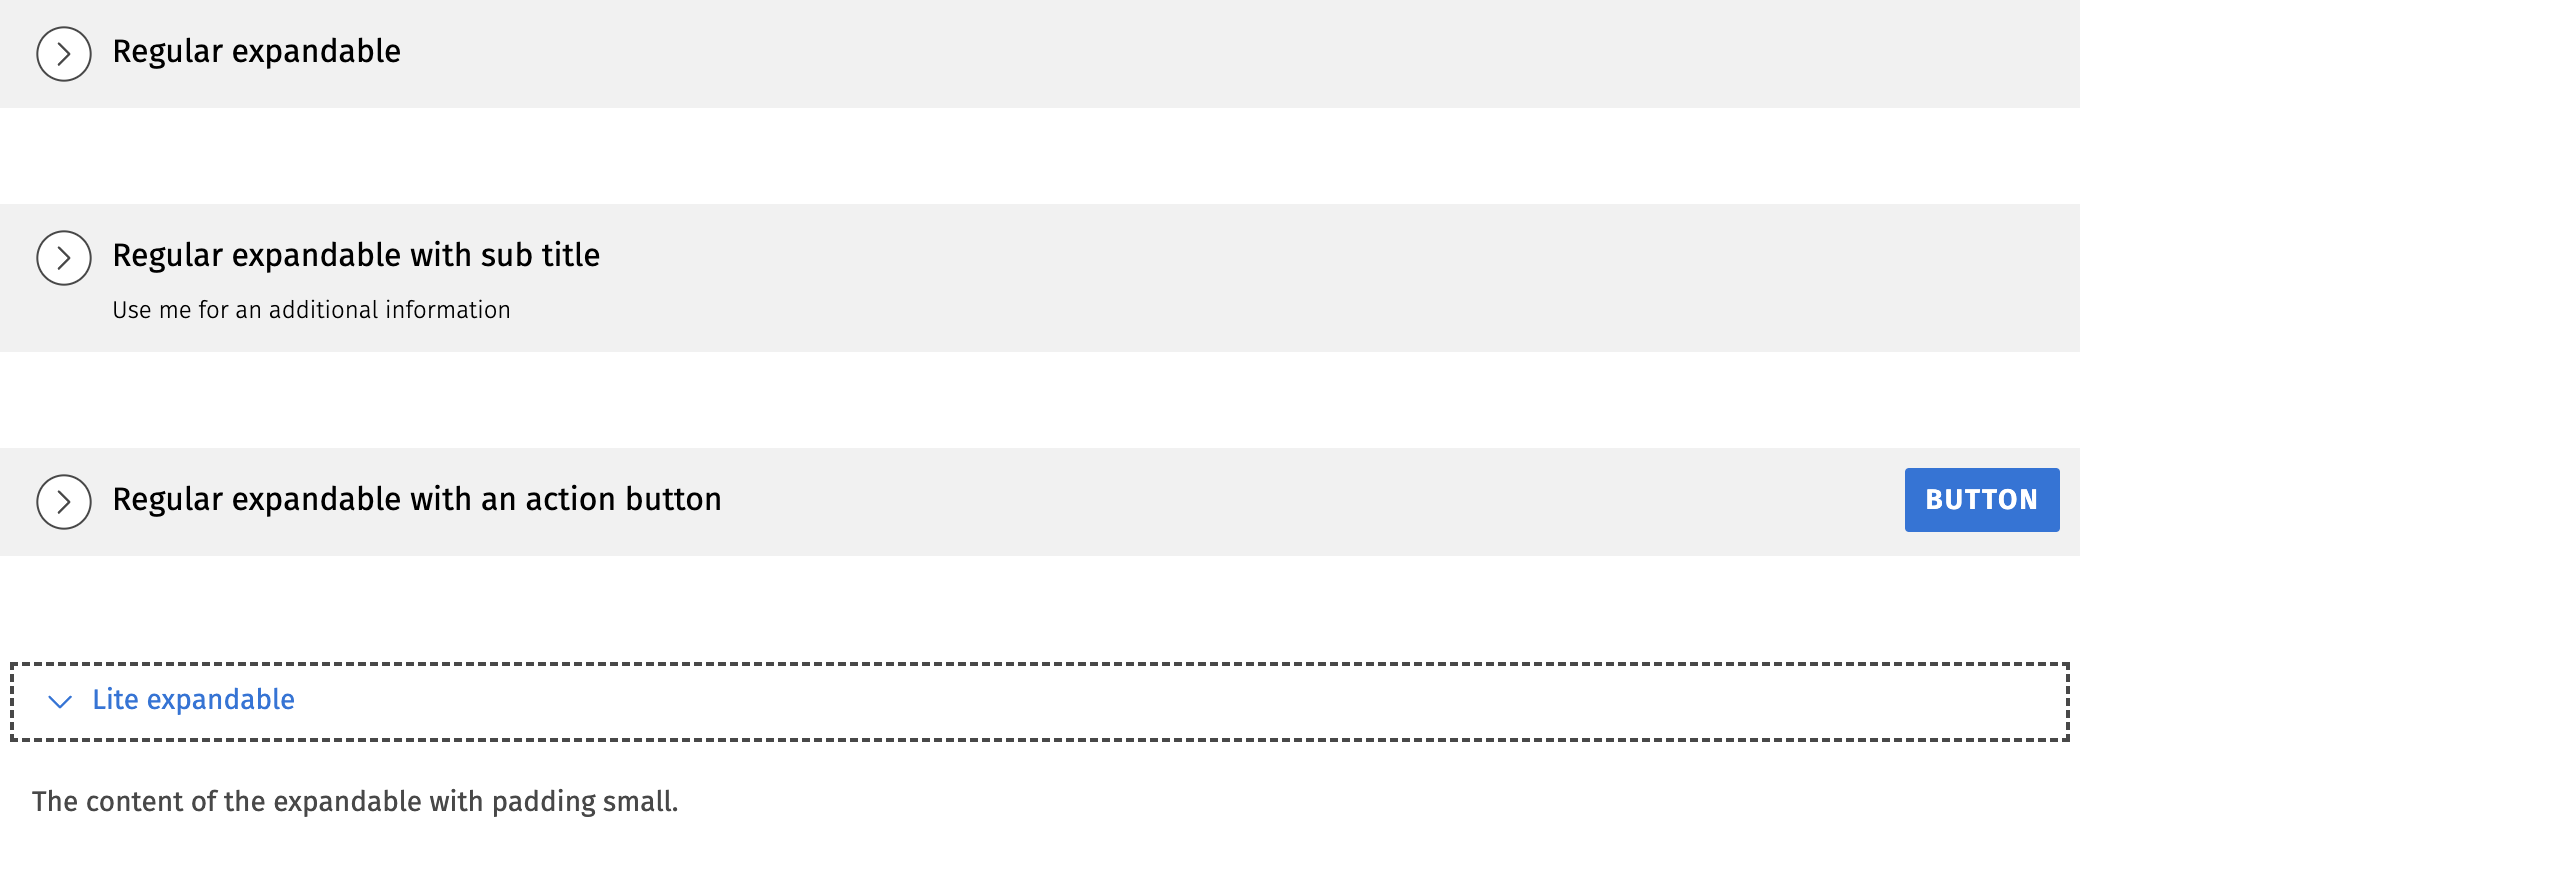 Regular expandable
Regular expandable with sub title
Use me for an additional information
Regular expandable with an action button
BUTTON
Lite expandable
The content of the expandable with padding small.